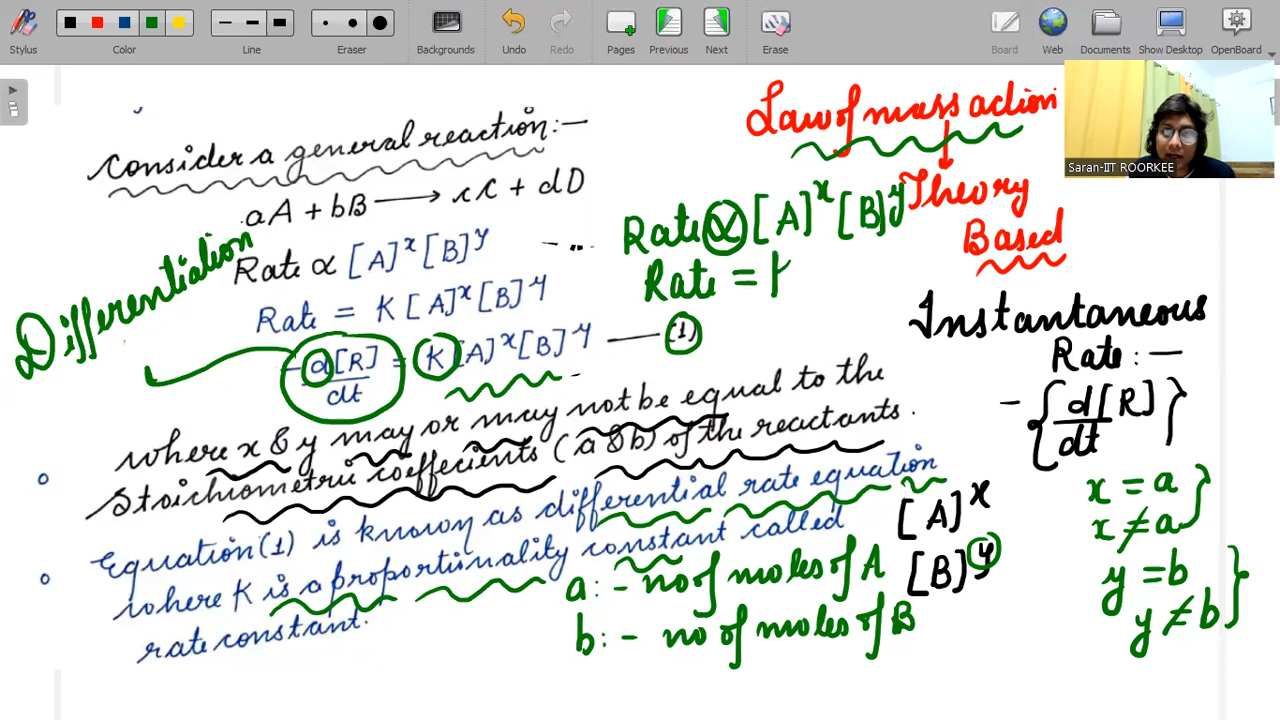 Stylus
Color
Line
Eraser
Backgrounds
Undo
Redo
Pages
Previous
Next
Erase
Board
Web
Documents
Show Desktop
OpenBoard
Saran-IIT ROORKEE
Law of mass action
Theory
Based
Consider a general reaction:-
aA + bB ⟶ cC + dD
Rate ∝ [A]^x [B]^y
Rate = K [A]^x [B]^y
-d[R]/dt = K[A]^x [B]^y — (1)
Differentiation
Rate ∝ [A]^x [B]^y
Rate = k
Instantaneous
Rate:-
-{d[R]/dt}
where x & y may or may not be equal to the
Stoichiometric coeffecients (a & b) of the reactants.
Equation (1) is known as differential rate equation
where K is a proportionality constant called
rate constant.
[A]^x
[B]^y
a:- no of moles of A
b:- no of moles of B
x = a
x ≠ a
y = b
y ≠ b